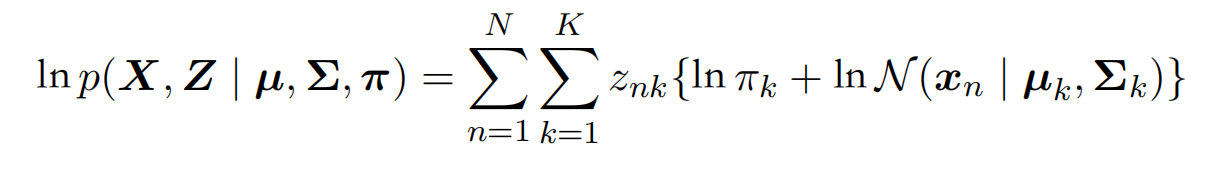 ln p(X, Z | μ, Σ, π) = ∑_{n=1}^{N} ∑_{k=1}^{K} z_{nk}{ln π_k + ln 𝒩(x_n | μ_k, Σ_k)}